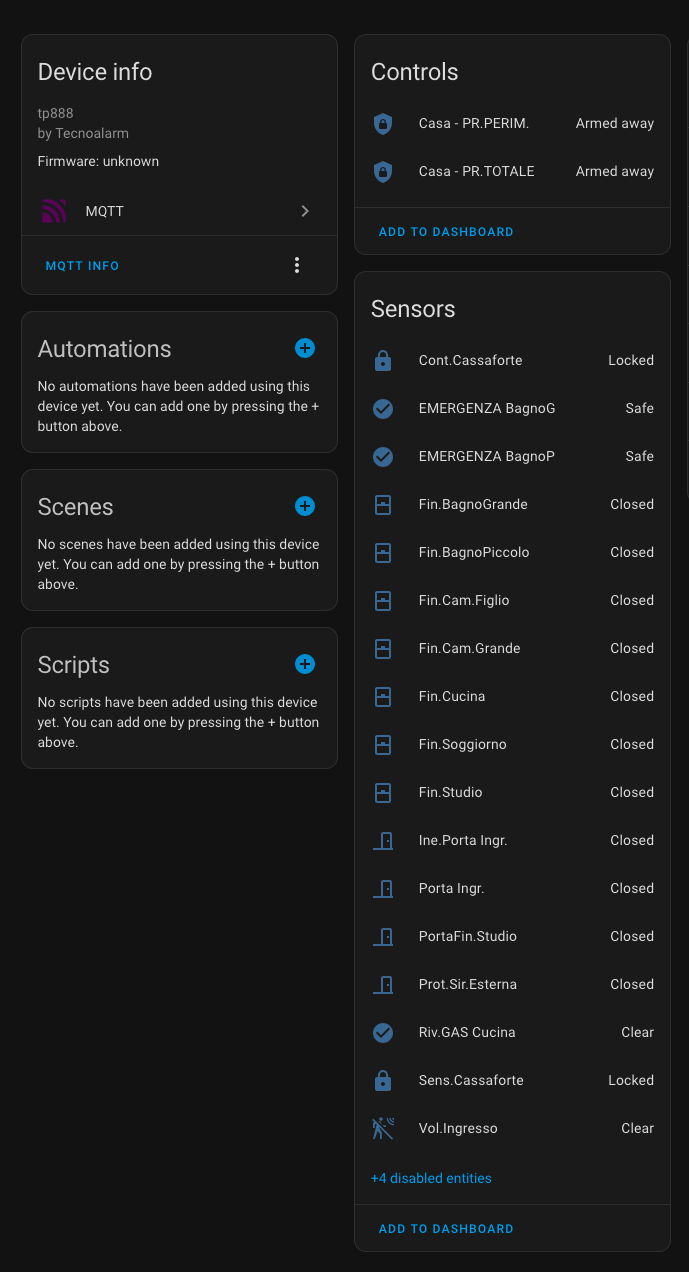 Device info
tp888
by Tecnoalarm
Firmware: unknown
MQTT
MQTT INFO
Automations
No automations have been added using this
device yet. You can add one by pressing the +
button above.
Scenes
No scenes have been added using this device
yet. You can add one by pressing the + button
above.
Scripts
No scripts have been added using this device
yet. You can add one by pressing the + button
above.
Controls
Casa - PR.PERIM. Armed away
Casa - PR.TOTALE Armed away
ADD TO DASHBOARD
Sensors
Cont.Cassaforte Locked
EMERGENZA BagnoG Safe
EMERGENZA BagnoP Safe
Fin.BagnoGrande Closed
Fin.BagnoPiccolo Closed
Fin.Cam.Figlio Closed
Fin.Cam.Grande Closed
Fin.Cucina Closed
Fin.Soggiorno Closed
Fin.Studio Closed
Ine.Porta Ingr. Closed
Porta Ingr. Closed
PortaFin.Studio Closed
Prot.Sir.Esterna Closed
Riv.GAS Cucina Clear
Sens.Cassaforte Locked
Vol.Ingresso Clear
+4 disabled entities
ADD TO DASHBOARD